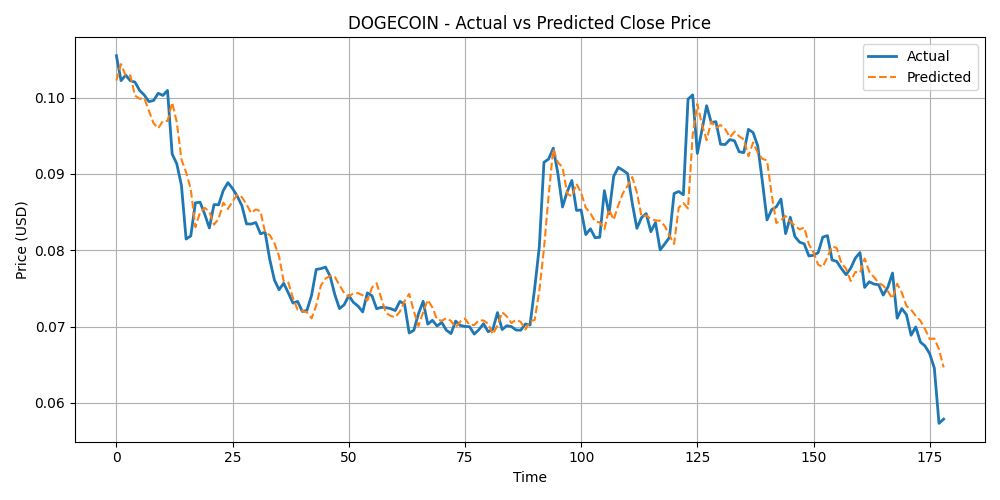 DOGECOIN - Actual vs Predicted Close Price
Actual
Predicted
Price (USD)
0.10
0.09
0.08
0.07
0.06
0 25 50 75 100 125 150 175
Time